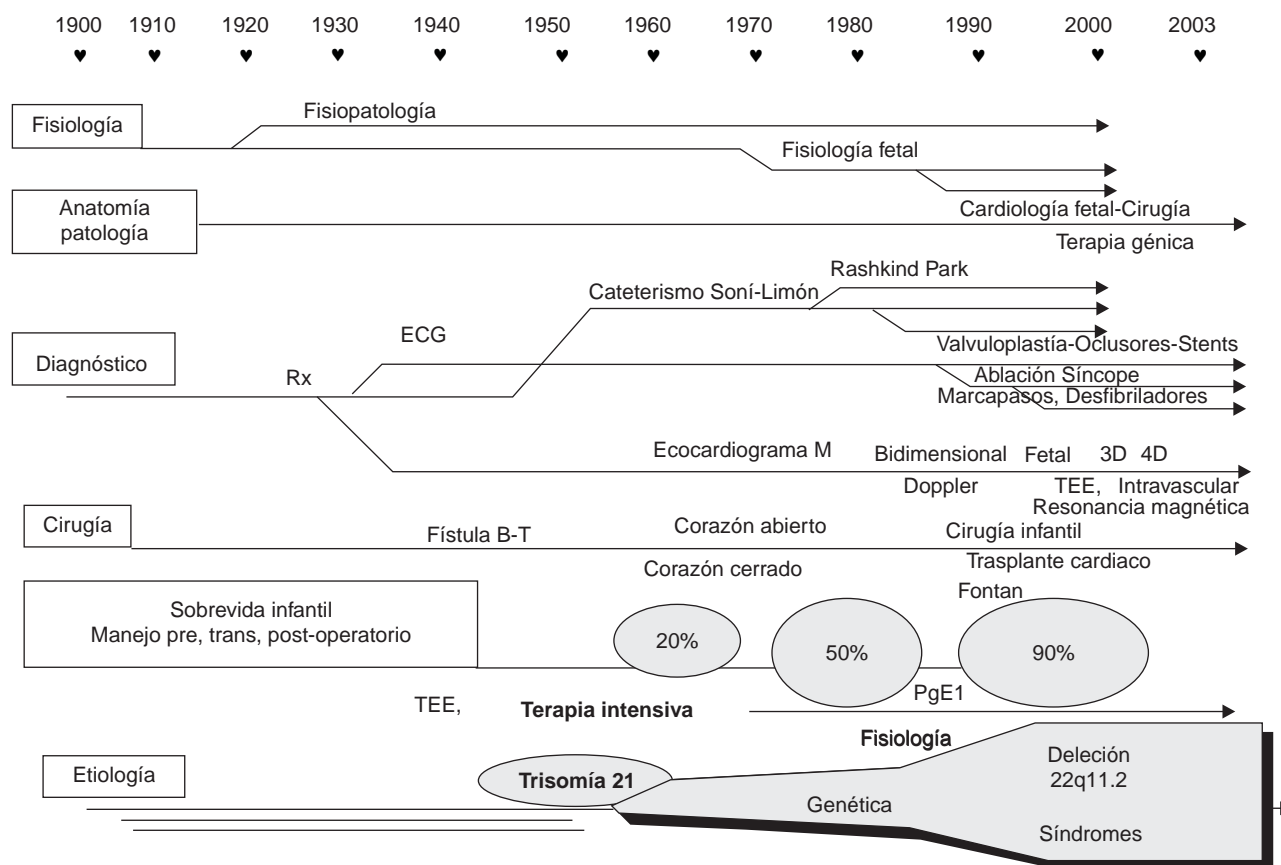 1900 1910 1920 1930 1940 1950 1960 1970 1980 1990 2000 2003
Fisiología
Fisiopatología
Fisiología fetal
Anatomía
patología
Cardiología fetal-Cirugía
Terapia génica
Rashkind Park
Cateterismo Soní-Limón
ECG
Diagnóstico
Rx
Valvuloplastía-Oclusores-Stents
Ablación Síncope
Marcapasos, Desfibriladores
Ecocardiograma M Bidimensional Fetal 3D 4D
Doppler TEE, Intravascular
Resonancia magnética
Cirugía
Fístula B-T
Corazón abierto
Cirugía infantil
Corazón cerrado
Trasplante cardiaco
Fontan
Sobrevida infantil
Manejo pre, trans, post-operatorio
20%
50%
90%
TEE,
Terapia intensiva
PgE1
Fisiología
Etiología
Trisomía 21
Genética
Deleción
22q11.2
Síndromes